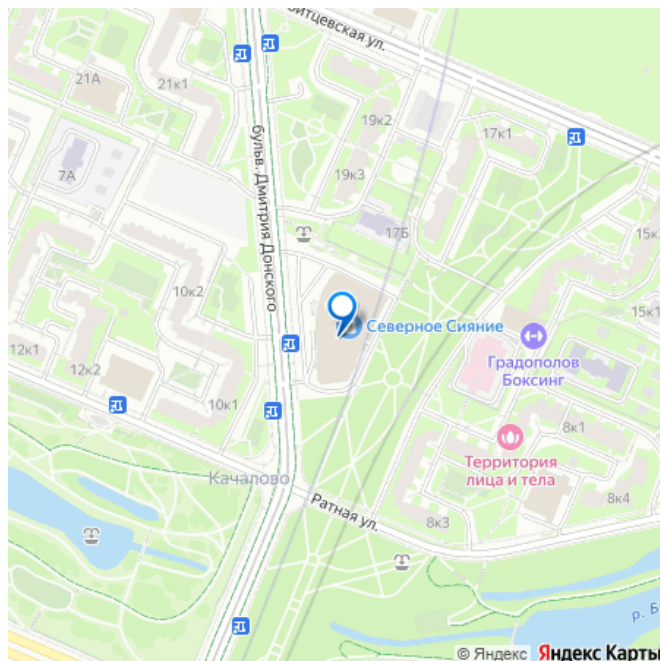 Битцевская ул.
21А
21к1
19к2
17к1
бульв. Дмитрия Донского
7А
19к3
17Б
15к
10к2
15к1
Северное Сияние
12к1
12к2
Градополов
Боксинг
10к1
8к1
Территория
лица и тела
Качалово
8к4
Ратная ул.
8к3
р. Б
© Яндекс Яндекс Карты